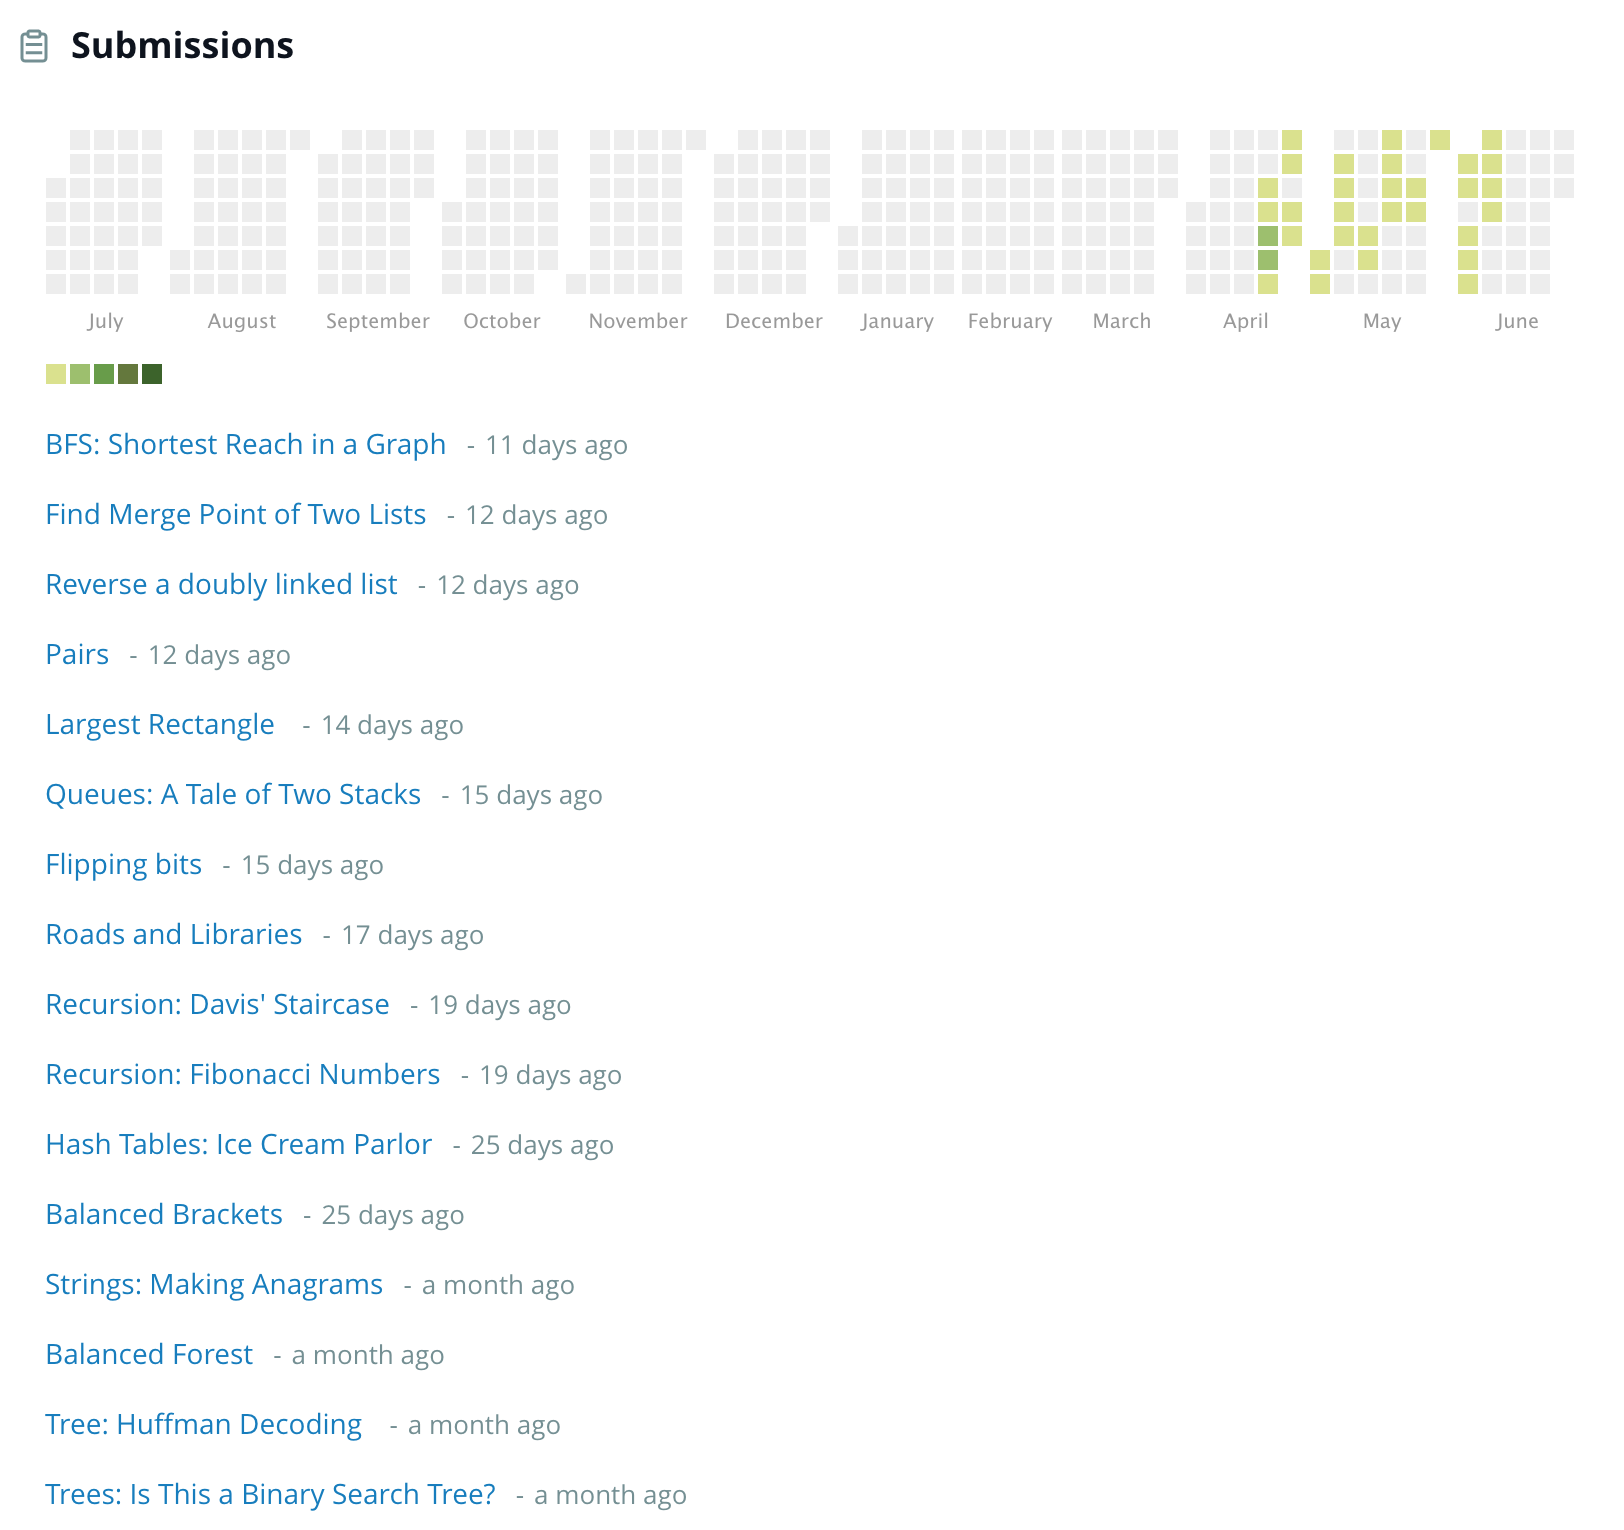 Submissions
July August September October November December January February March April May June
BFS: Shortest Reach in a Graph - 11 days ago
Find Merge Point of Two Lists - 12 days ago
Reverse a doubly linked list - 12 days ago
Pairs - 12 days ago
Largest Rectangle - 14 days ago
Queues: A Tale of Two Stacks - 15 days ago
Flipping bits - 15 days ago
Roads and Libraries - 17 days ago
Recursion: Davis' Staircase - 19 days ago
Recursion: Fibonacci Numbers - 19 days ago
Hash Tables: Ice Cream Parlor - 25 days ago
Balanced Brackets - 25 days ago
Strings: Making Anagrams - a month ago
Balanced Forest - a month ago
Tree: Huffman Decoding - a month ago
Trees: Is This a Binary Search Tree? - a month ago